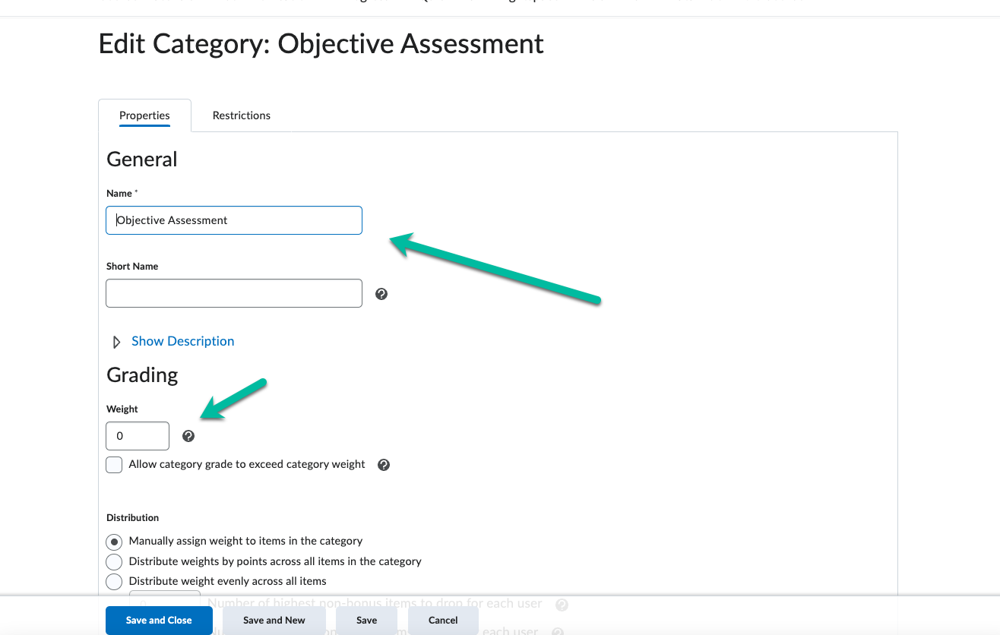 Edit Category: Objective Assessment
Properties
Restrictions
General
Name *
Objective Assessment
Short Name
Show Description
Grading
Weight
0
Allow category grade to exceed category weight
Distribution
Manually assign weight to items in the category
Distribute weights by points across all items in the category
Distribute weight evenly across all items
0 Number of highest non-bonus items to drop for each user
each user
Save and Close
Save and New
Save
Cancel